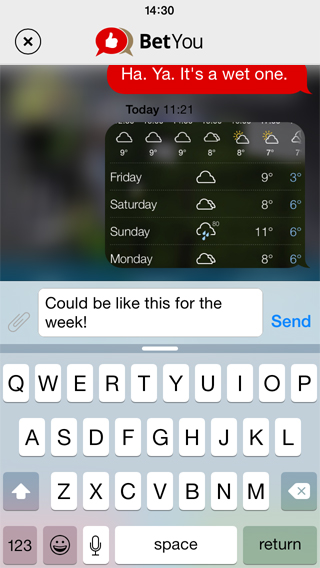 14:30
BetYou
Ha. Ya. It's a wet one.
Today 11:21
9° 9° 9° 8° 8° 7° 7
Friday 9° 3°
Saturday 8° 6°
80
Sunday 11° 6°
Monday 8° 6°
Could be like this for the
week!
Send
Q W E R T Y U I O P
A S D F G H J K L
Z X C V B N M
123 space return